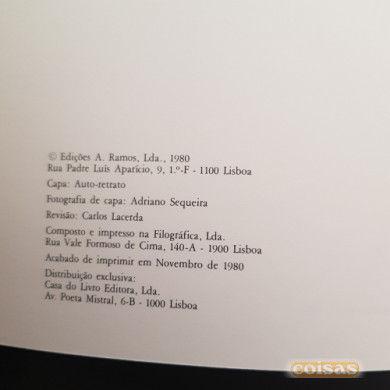 © Edições A. Ramos, Lda., 1980
Rua Padre Luís Aparício, 9, 1.º-F - 1100 Lisboa
Capa: Auto-retrato
Fotografia de capa: Adriano Sequeira
Revisão: Carlos Lacerda
Composto e impresso na Filográfica, Lda.
Rua Vale Formoso de Cima, 140-A - 1900 Lisboa
Acabado de imprimir em Novembro de 1980
Distribuição exclusiva:
Casa do Livro Editora, Lda.
Av. Poeta Mistral, 6-B - 1000 Lisboa
coisas